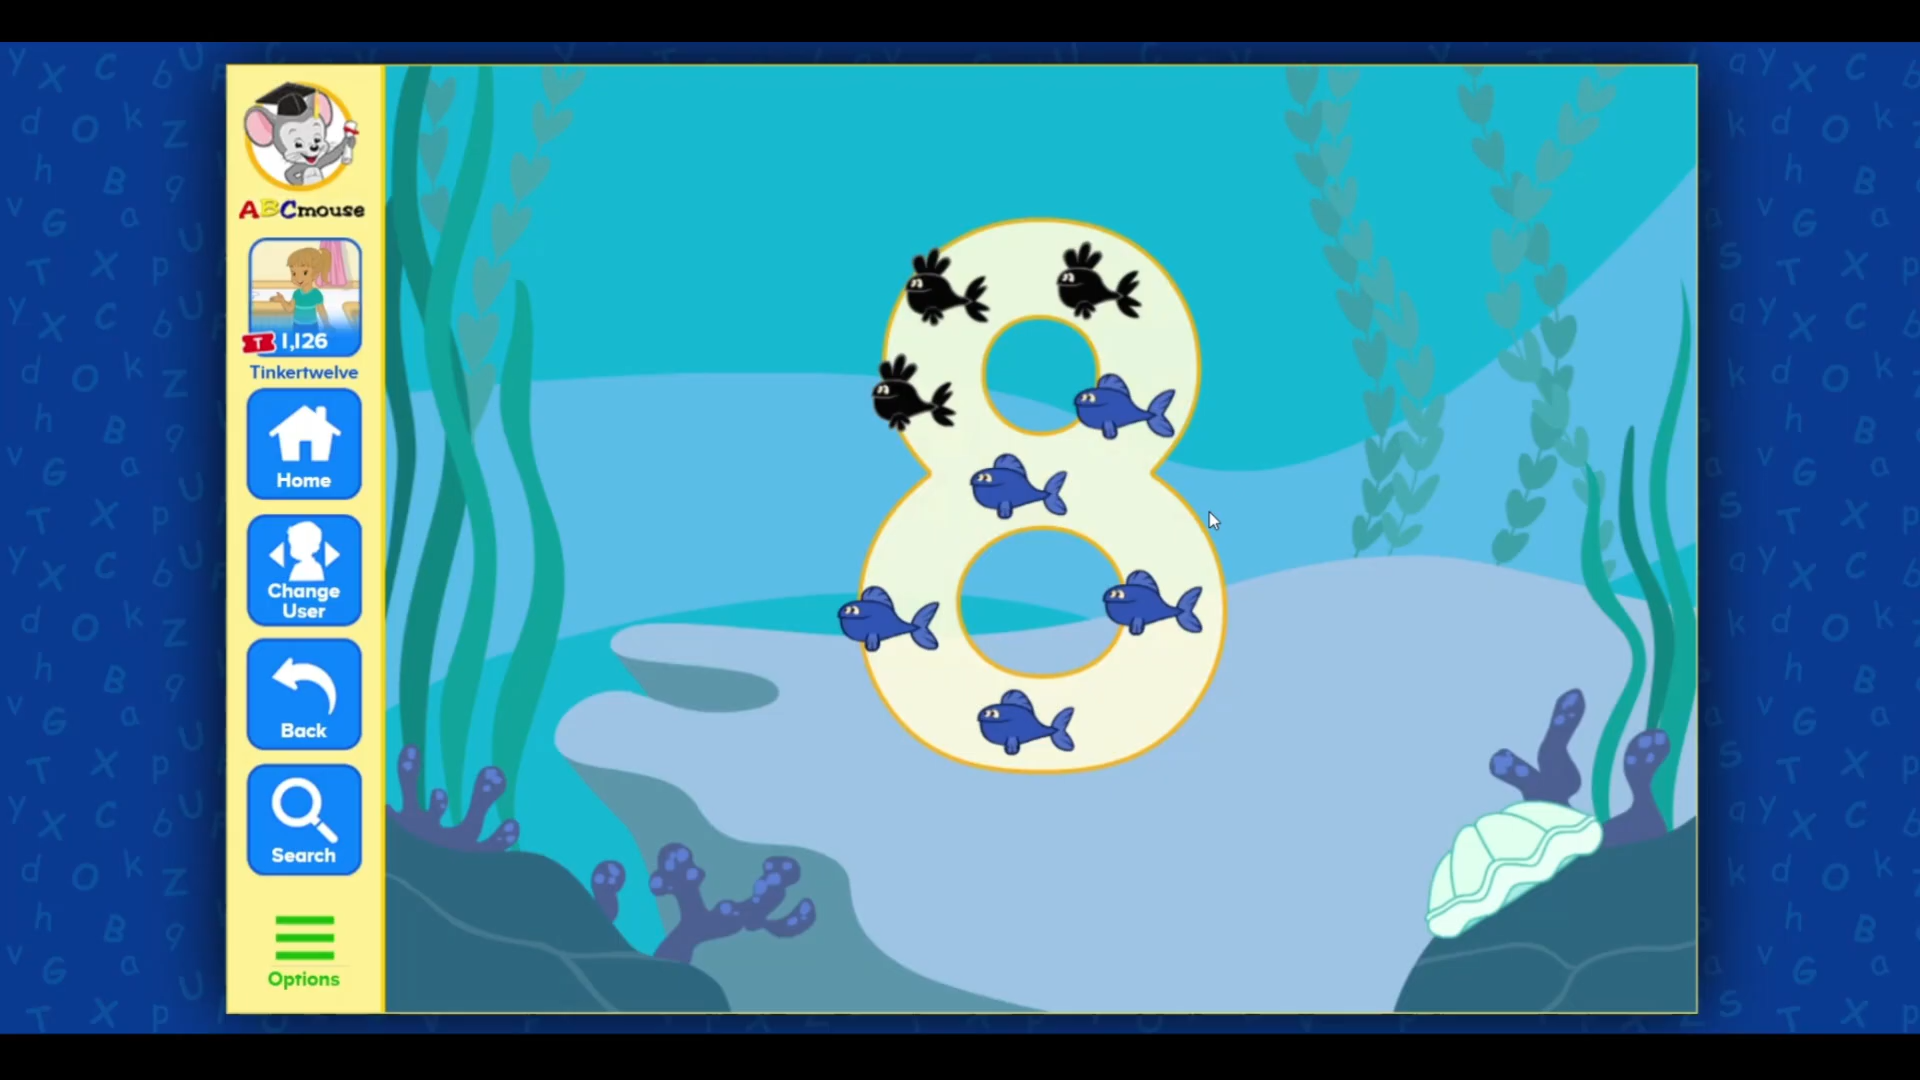 ABCmouse
T 1,126
Tinkertwelve
Home
Change
User
Back
Search
Options
8